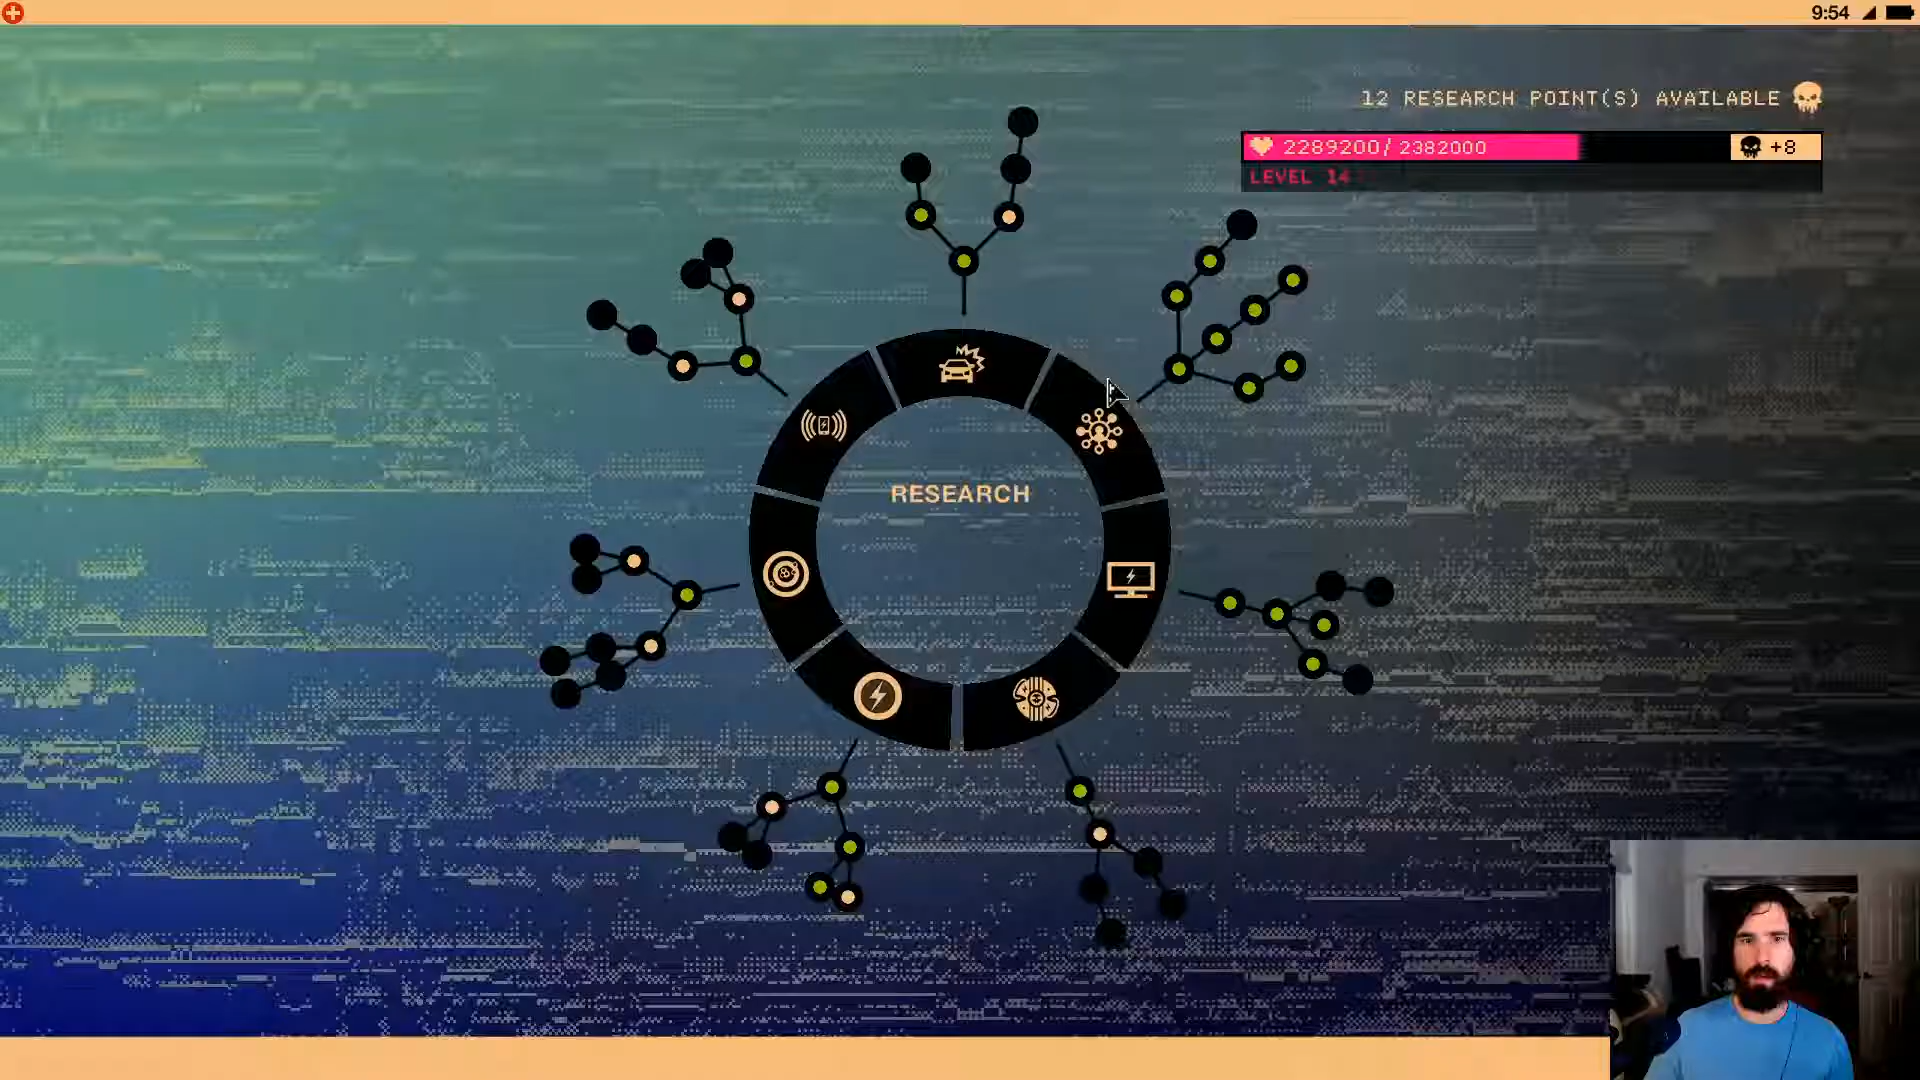 9:54
12 RESEARCH POINT(S) AVAILABLE
2289200/ 2382000
+8
LEVEL 14
RESEARCH